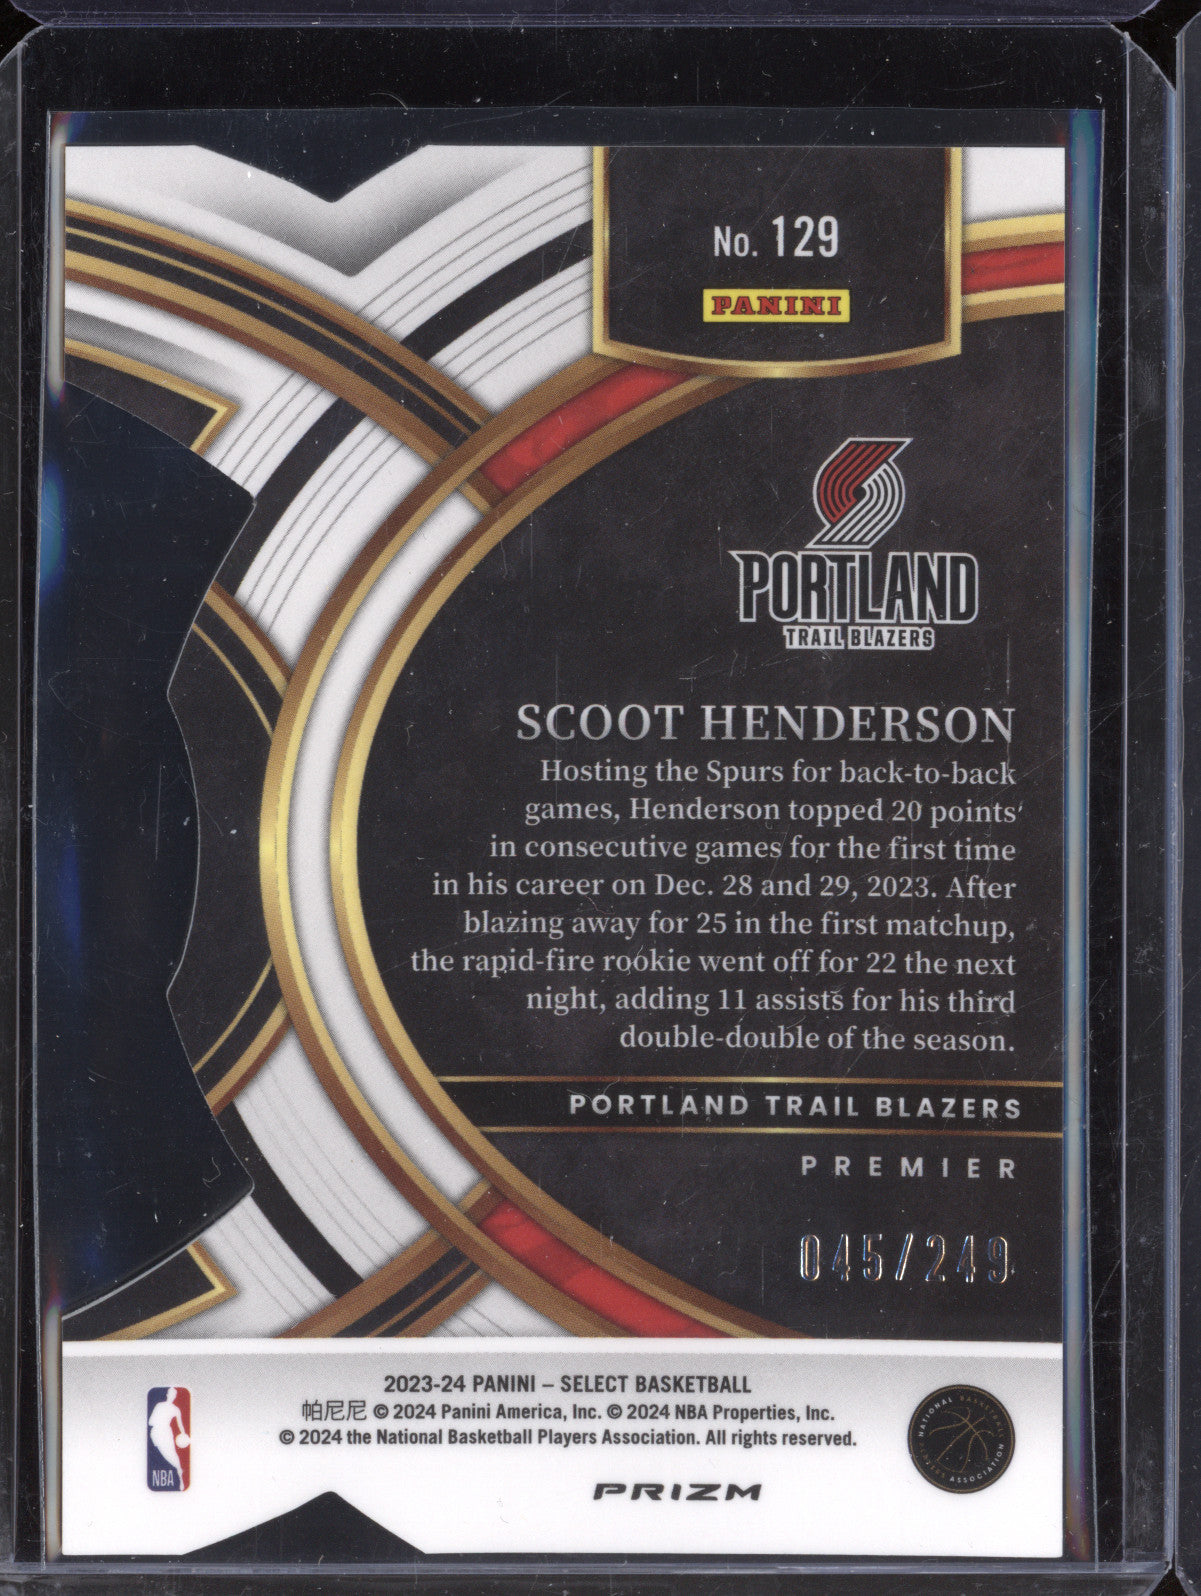 No. 129
PANINI
PORTLAND
TRAIL BLAZERS
SCOOT HENDERSON
Hosting the Spurs for back-to-back
games, Henderson topped 20 points
in consecutive games for the first time
in his career on Dec. 28 and 29, 2023. After
blazing away for 25 in the first matchup,
the rapid-fire rookie went off for 22 the next
night, adding 11 assists for his third
double-double of the season.
PORTLAND TRAIL BLAZERS
PREMIER
045/249
2023-24 PANINI – SELECT BASKETBALL
帕尼尼 © 2024 Panini America, Inc. © 2024 NBA Properties, Inc.
© 2024 the National Basketball Players Association. All rights reserved.
NBA
NATIONAL BASKETBALL
PLAYERS ASSOCIATION
PRIZM